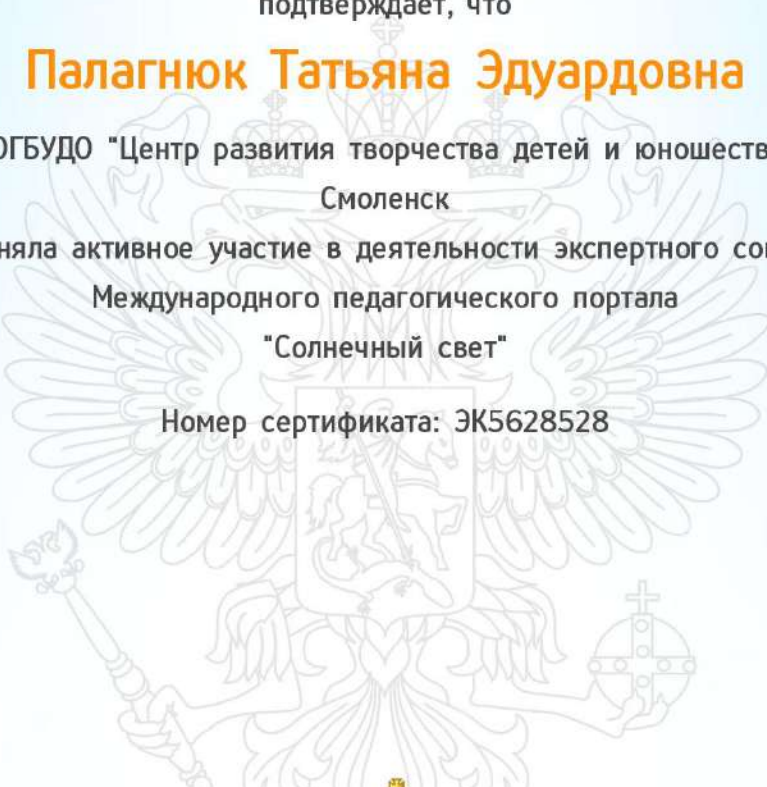 подтверждает, что
Палагнюк Татьяна Эдуардовна
ОГБУДО "Центр развития творчества детей и юношеств
Смоленск
няла активное участие в деятельности экспертного со
Международного педагогического портала
"Солнечный свет"
Номер сертификата: ЭК5628528